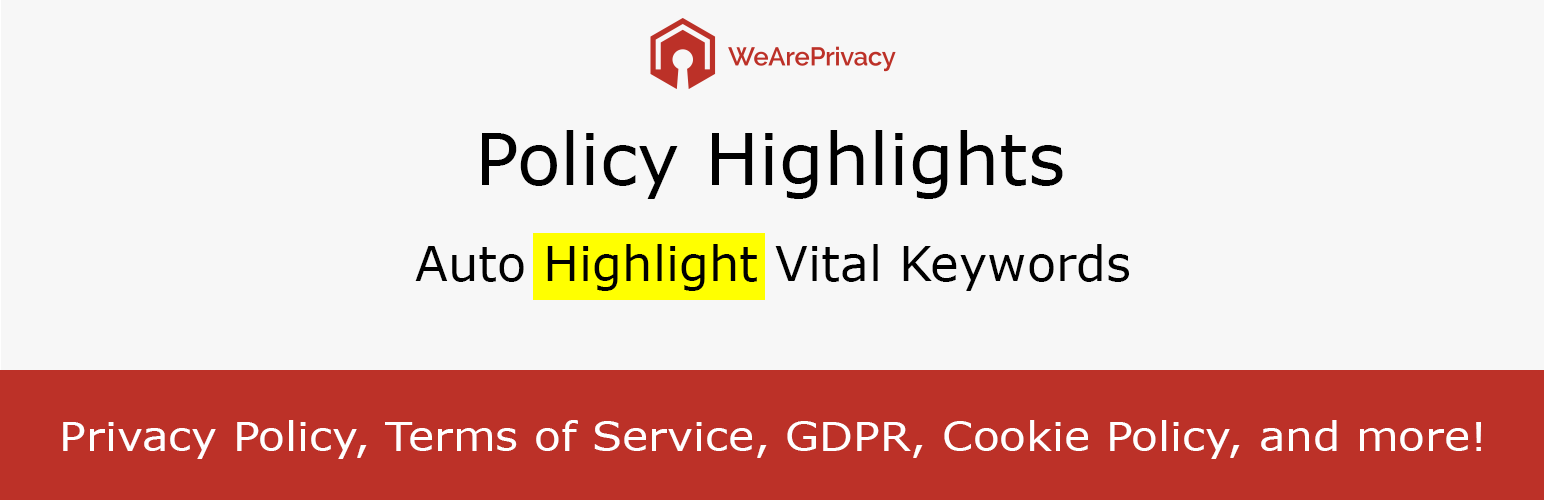 WeArePrivacy
Policy Highlights
Auto Highlight Vital Keywords
Privacy Policy, Terms of Service, GDPR, Cookie Policy, and more!